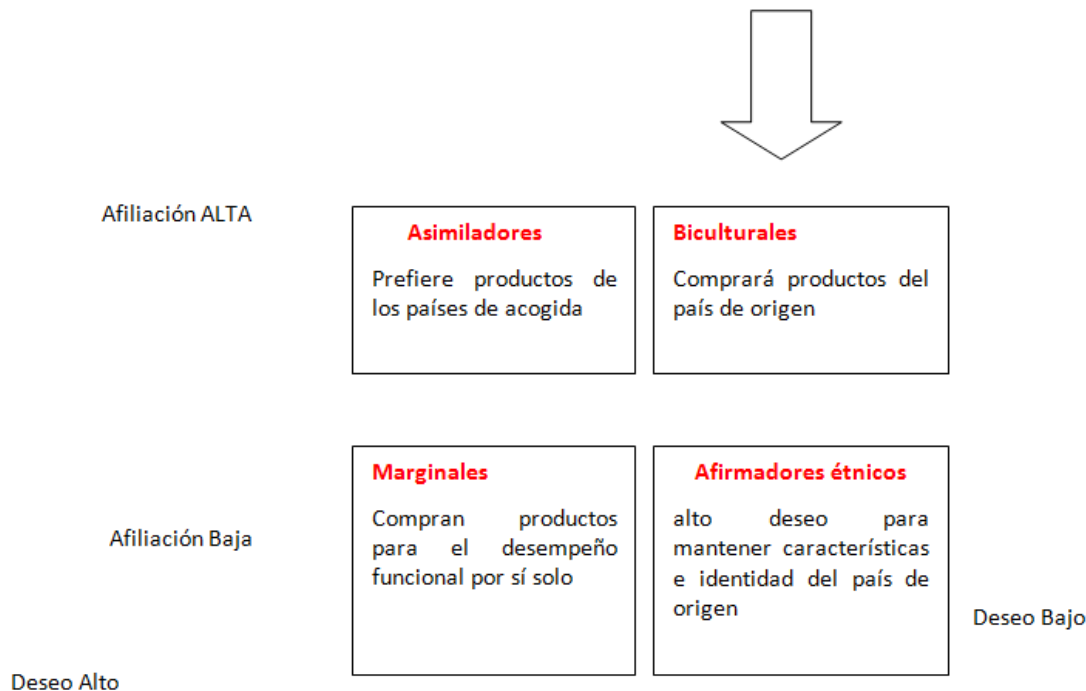 Afiliación ALTA
Asimiladores
Prefiere productos de
los países de acogida
Biculturales
Comprará productos del
país de origen
Afiliación Baja
Marginales
Compran productos
para el desempeño
funcional por sí solo
Afirmadores étnicos
alto deseo para
mantener características
e identidad del país de
origen
Deseo Bajo
Deseo Alto